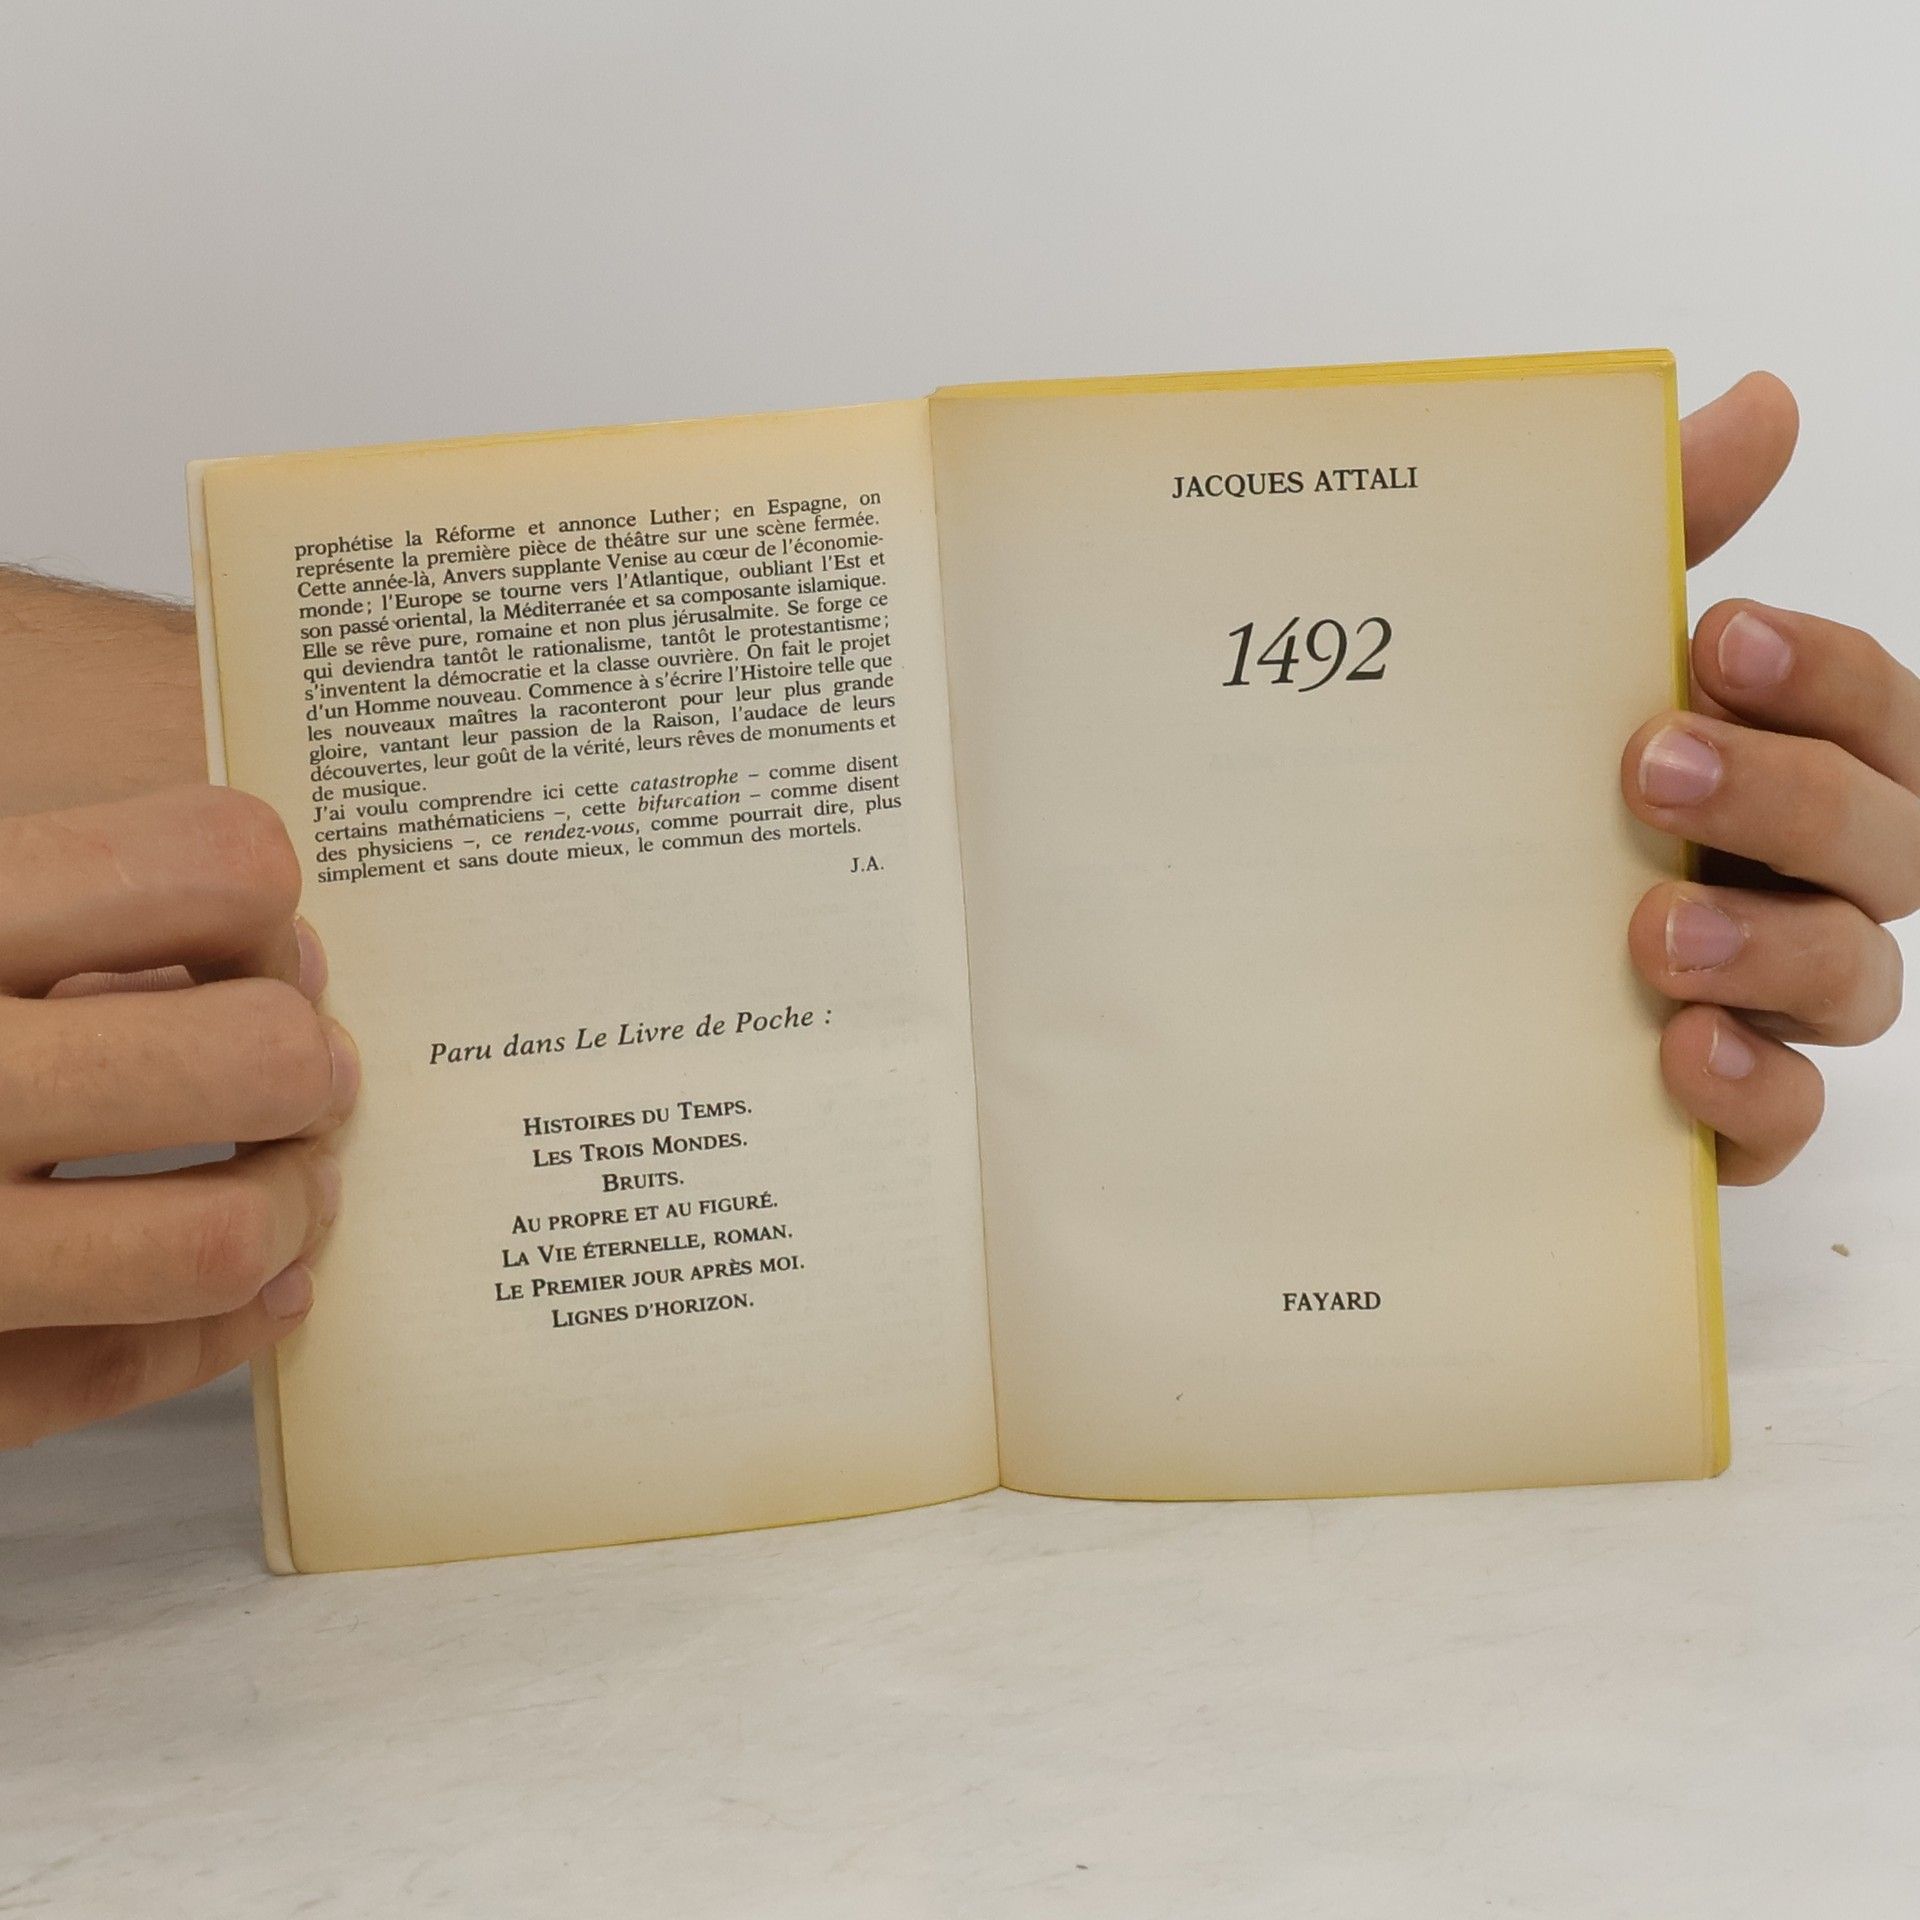 prophétise la Réforme et annonce Luther; en Espagne, on
représente la première pièce de théâtre sur une scène fermée.
Cette année-là, Anvers supplante Venise au cœur de l'économie-
monde; l'Europe se tourne vers l'Atlantique, oubliant l'Est et
son passé oriental, la Méditerranée et sa composante islamique.
Elle se rêve pure, romaine et non plus jérusalmite. Se forge ce
qui deviendra tantôt le rationalisme, tantôt le protestantisme;
s'inventent la démocratie et la classe ouvrière. On fait le projet
d'un Homme nouveau. Commence à s'écrire l'Histoire telle que
les nouveaux maîtres la raconteront pour leur plus grande
gloire, vantant leur passion de la Raison, l'audace de leurs
découvertes, leur goût de la vérité, leurs rêves de monuments et
de musique.
J'ai voulu comprendre ici cette catastrophe – comme disent
certains mathématiciens –, cette bifurcation – comme disent
des physiciens –, ce rendez-vous, comme pourrait dire, plus
simplement et sans doute mieux, le commun des mortels.
J.A.
Paru dans Le Livre de Poche :
HISTOIRES DU TEMPS.
LES TROIS MONDES.
BRUITS.
AU PROPRE ET AU FIGURÉ.
LA VIE ÉTERNELLE, ROMAN.
LE PREMIER JOUR APRÈS MOI.
LIGNES D'HORIZON.
JACQUES ATTALI
1492
FAYARD